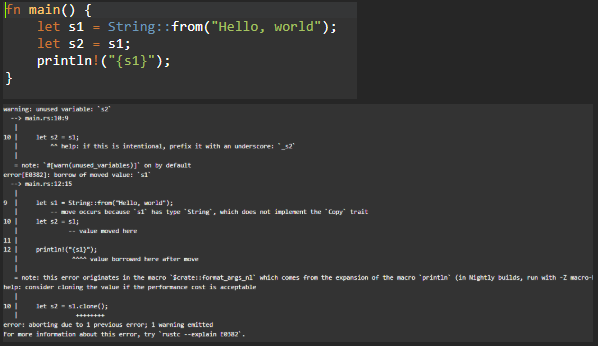 fn main() {
    let s1 = String::from("Hello, world");
    let s2 = s1;
    println!("{s1}");
}
warning: unused variable: `s2`
  --> main.rs:10:9
   |
10 |     let s2 = s1;
   |         ^^ help: if this is intentional, prefix it with an underscore: `_s2`
   |
   = note: `#[warn(unused_variables)]` on by default
error[E0382]: borrow of moved value: `s1`
  --> main.rs:12:15
   |
9  |     let s1 = String::from("Hello, world");
   |         -- move occurs because `s1` has type `String`, which does not implement the `Copy` trait
10 |     let s2 = s1;
   |              -- value moved here
11 |
12 |     println!("{s1}");
   |               ^^^^ value borrowed here after move
   |
   = note: this error originates in the macro `$crate::format_args_nl` which comes from the expansion of the macro `println` (in Nightly builds, run with -Z macro-
help: consider cloning the value if the performance cost is acceptable
   |
10 |     let s2 = s1.clone();
   |                ++++++++
error: aborting due to 1 previous error; 1 warning emitted
For more information about this error, try `rustc --explain E0382`.